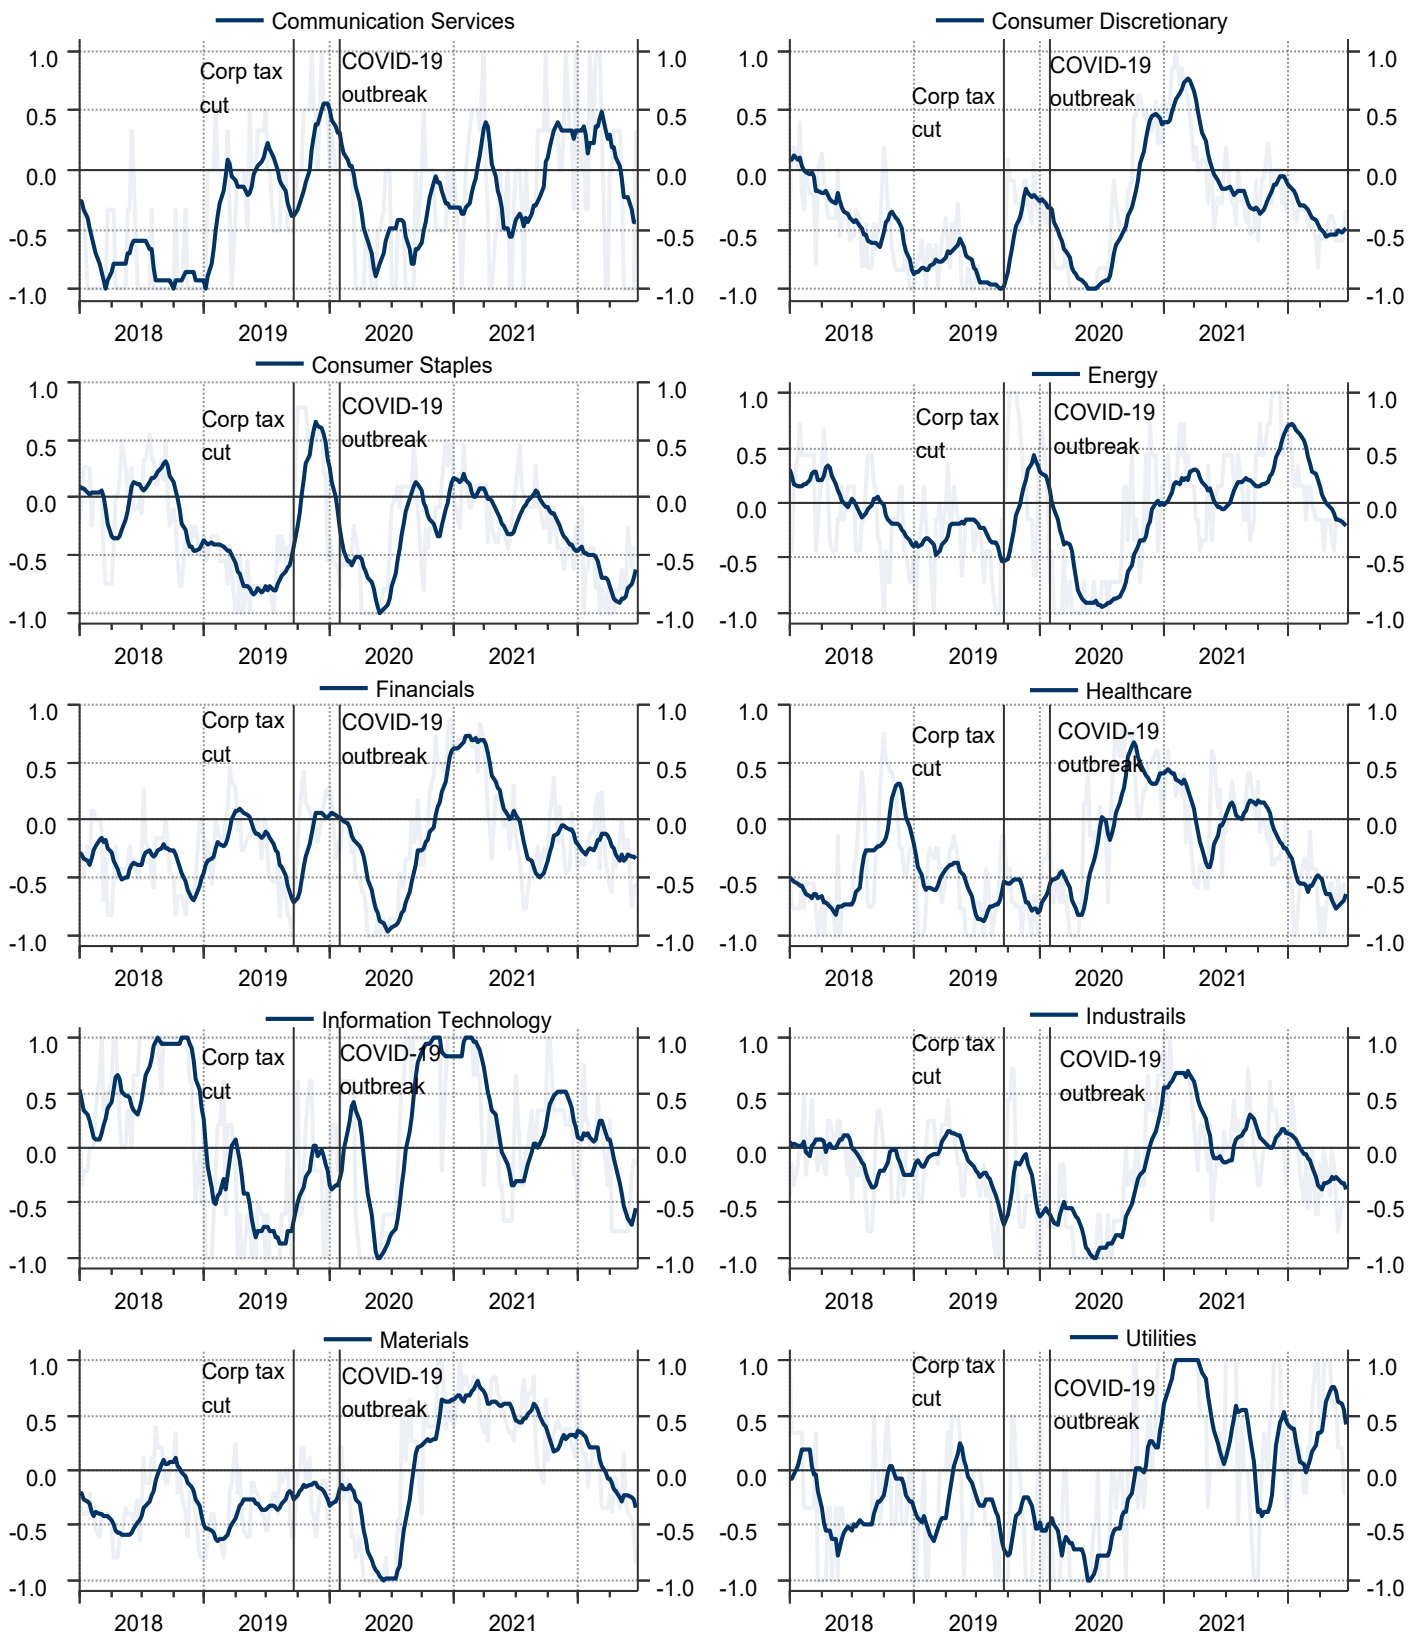 Communication Services
1.0 Corp tax COVID-19 1.0
cut outbreak
0.5 0.5
0.0 0.0
-0.5 -0.5
-1.0 -1.0
2018 2019 2020 2021
Consumer Discretionary
1.0 COVID-19 1.0
Corp tax outbreak
0.5 0.5
cut
0.0 0.0
-0.5 -0.5
-1.0 -1.0
2018 2019 2020 2021
Consumer Staples
1.0 COVID-19 1.0
Corp tax
0.5 cut outbreak 0.5
0.0 0.0
-0.5 -0.5
-1.0 -1.0
2018 2019 2020 2021
Energy
1.0 Corp tax COVID-19 1.0
0.5 cut outbreak 0.5
0.0 0.0
-0.5 -0.5
-1.0 -1.0
2018 2019 2020 2021
Financials
1.0 Corp tax COVID-19 1.0
cut outbreak
0.5 0.5
0.0 0.0
-0.5 -0.5
-1.0 -1.0
2018 2019 2020 2021
Healthcare
1.0 1.0
Corp tax COVID-19
0.5 cut outbreak 0.5
0.0 0.0
-0.5 -0.5
-1.0 -1.0
2018 2019 2020 2021
Information Technology
1.0 Corp tax COVID-19 1.0
cut outbreak
0.5 0.5
0.0 0.0
-0.5 -0.5
-1.0 -1.0
2018 2019 2020 2021
Industrails
1.0 Corp tax COVID-19 1.0
cut outbreak
0.5 0.5
0.0 0.0
-0.5 -0.5
-1.0 -1.0
2018 2019 2020 2021
Materials
1.0 Corp tax COVID-19 1.0
cut outbreak
0.5 0.5
0.0 0.0
-0.5 -0.5
-1.0 -1.0
2018 2019 2020 2021
Utilities
1.0 Corp tax 1.0
cut COVID-19
0.5 outbreak 0.5
0.0 0.0
-0.5 -0.5
-1.0 -1.0
2018 2019 2020 2021